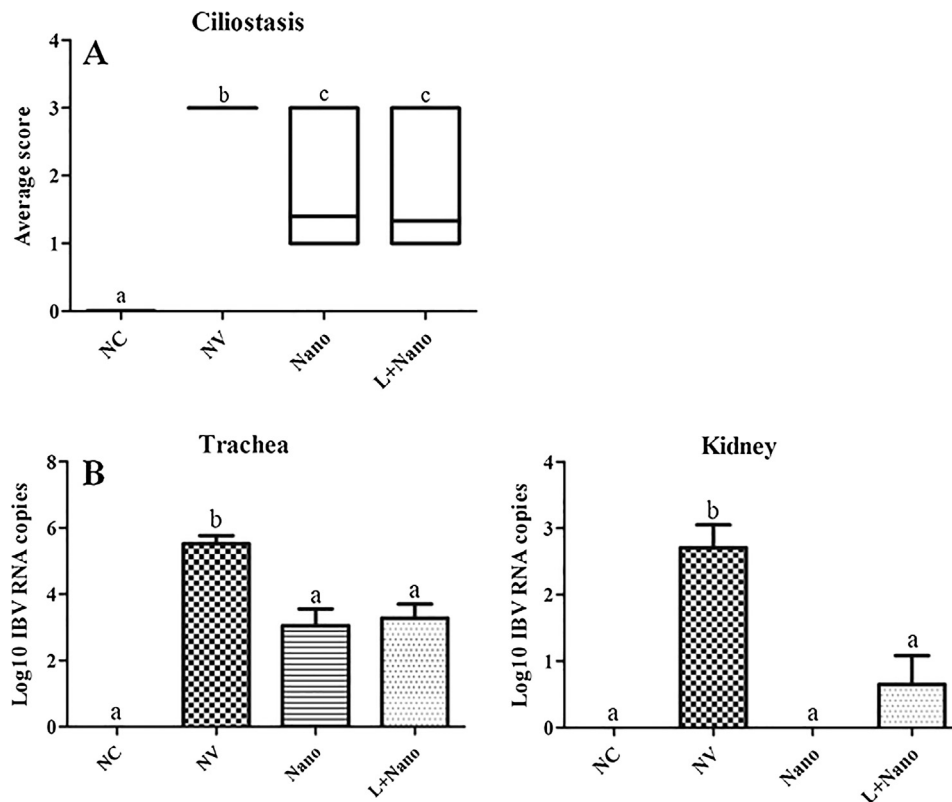 Ciliostasis
A
Average score
4
3
2
1
0
a
b
c
c
NC
NV
Nano
L+Nano
B
Trachea
Log10 IBV RNA copies
8
6
4
2
0
a
b
a
a
NC
NV
Nano
L+Nano
Kidney
Log10 IBV RNA copies
4
3
2
1
0
a
b
a
a
NC
NV
Nano
L+Nano